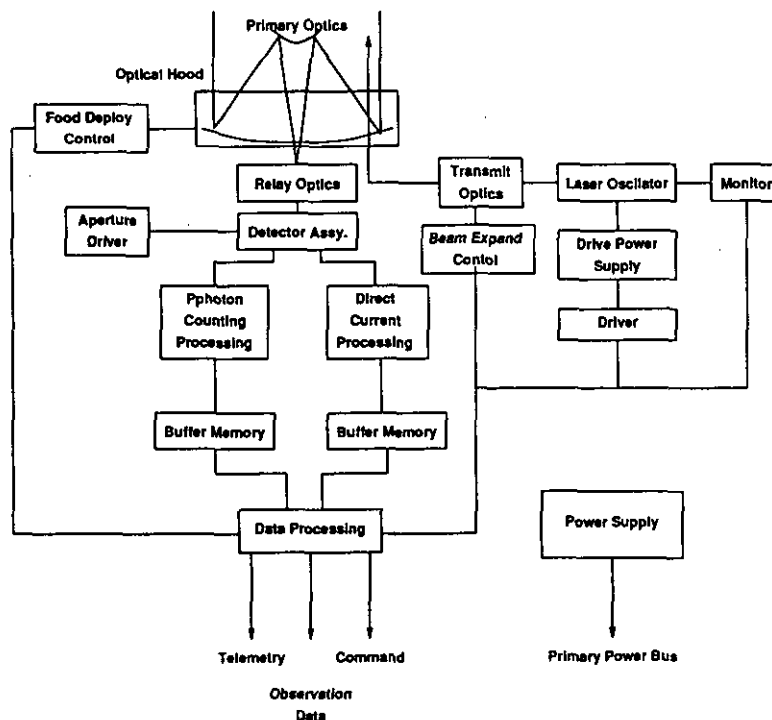 Primary Optics
Optical Hood
Food Deploy
Control
Relay Optics
Transmit
Optics
Laser Oscilator
Monitor
Aperture
Driver
Detector Assy.
Beam Expand
Contol
Drive Power
Supply
Pphoton
Counting
Processing
Direct
Current
Processing
Driver
Buffer Memory
Buffer Memory
Data Processing
Power Supply
Telemetry
Command
Primary Power Bus
Observation
Data